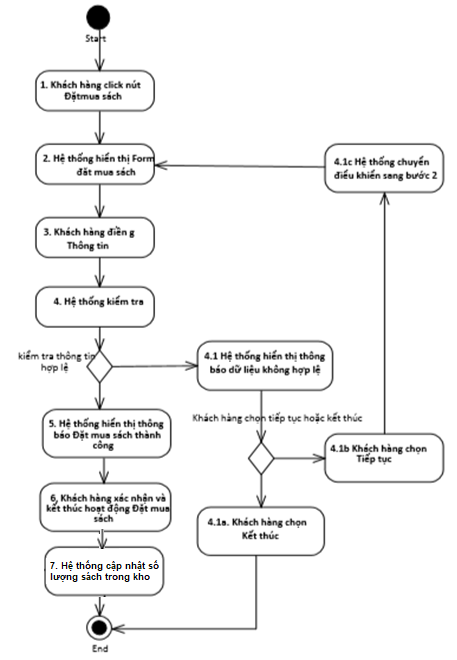 Start
1. Khách hàng click nút
Đặtmua sách
2. Hệ thống hiển thị Form
đăt mua sách
4.1c Hệ thống chuyển
điều khiển sang bước 2
3. Khách hàng điền g
Thông tin
4. Hệ thống kiểm tra
kiểm tra thông tin
hợp lệ
4.1 Hệ thống hiển thị thông
báo dữ liệu không hợp lệ
Khách hàng chọn tiếp tục hoặc kết thúc
5. Hệ thống hiển thị thông
báo Đặt mua sách thành
công
4.1b Khách hàng chọn
Tiếp tục
6, Khách hàng xác nhận và
kết thúc hoạt động Đặt mua
sách
4.1a. Khách hàng chọn
Kết thúc
7. Hệ thống cập nhật số
lượng sách trong kho
End